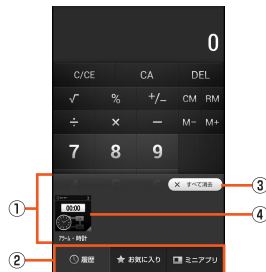 0
C/CE CA DEL
√ % +/− CM RM
÷ × − M− M+
7 8 9
① × すべて消去 ③
00:00 ④
アラーム・時計
② 履歴 ★ お気に入り ミニアプリ